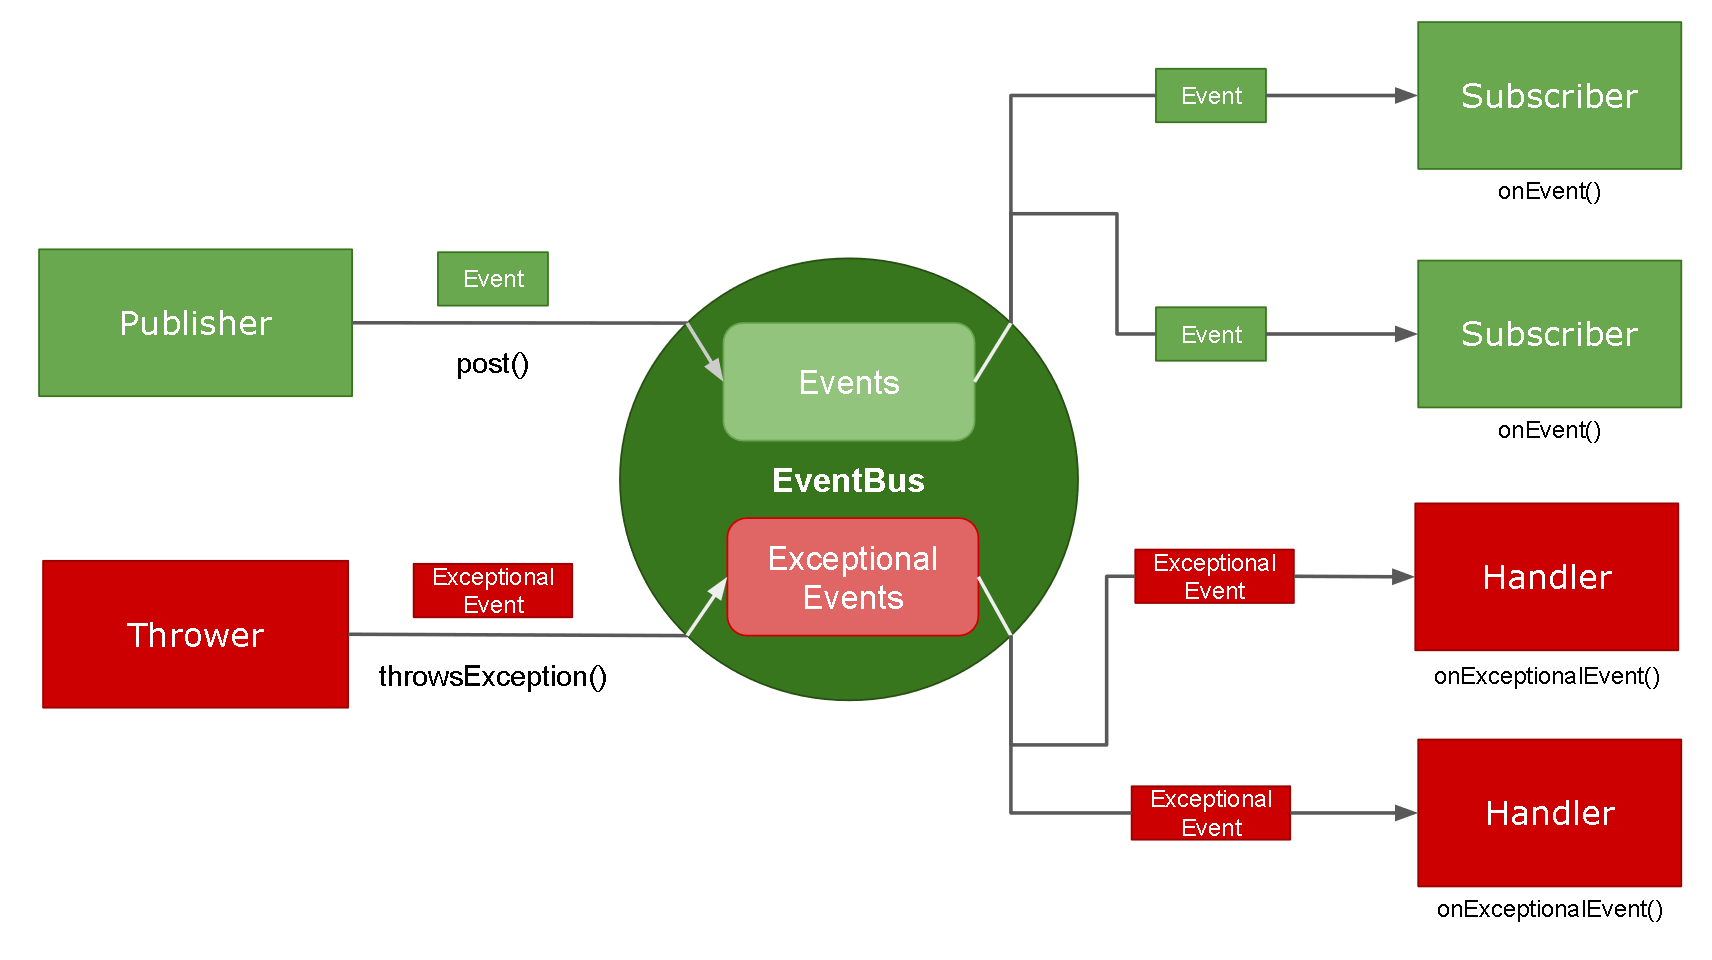 Event
Subscriber
onEvent()
Event
Publisher
post()
Events
Event
Subscriber
onEvent()
EventBus
Exceptional
Event
Thrower
throwsException()
Exceptional
Events
Exceptional
Event
Handler
onExceptionalEvent()
Exceptional
Event
Handler
onExceptionalEvent()